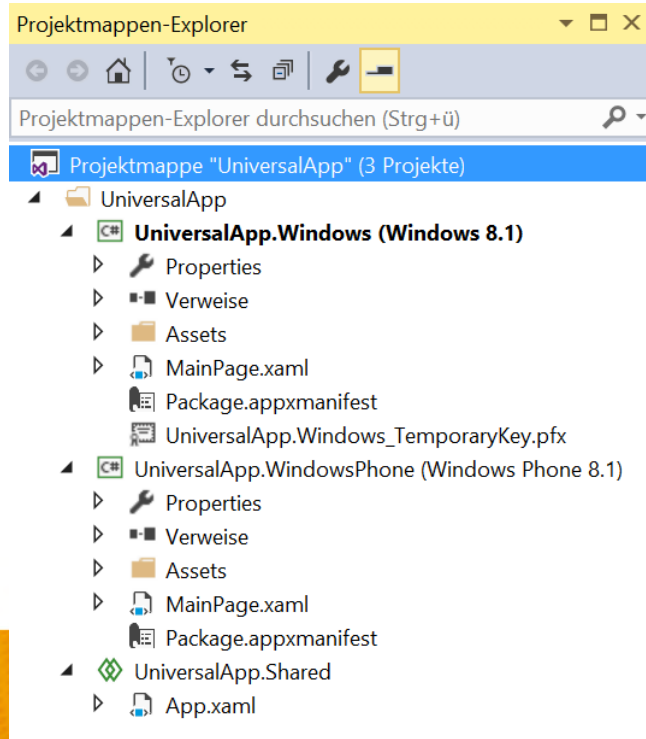 Projektmappen-Explorer
Projektmappen-Explorer durchsuchen (Strg+ü)
Projektmappe "UniversalApp" (3 Projekte)
UniversalApp
C# UniversalApp.Windows (Windows 8.1)
Properties
Verweise
Assets
MainPage.xaml
Package.appxmanifest
UniversalApp.Windows_TemporaryKey.pfx
C# UniversalApp.WindowsPhone (Windows Phone 8.1)
Properties
Verweise
Assets
MainPage.xaml
Package.appxmanifest
UniversalApp.Shared
App.xaml